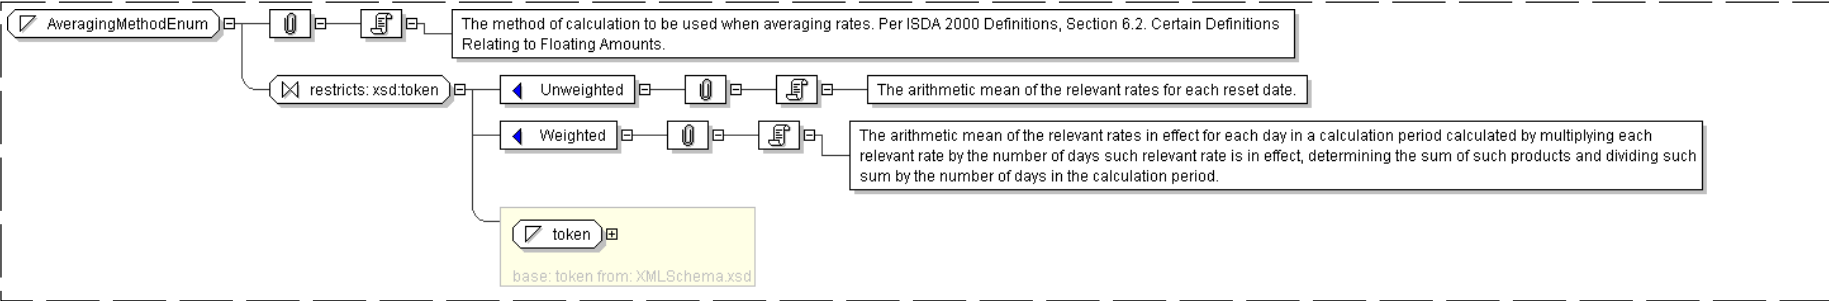 AveragingMethodEnum
The method of calculation to be used when averaging rates. Per ISDA 2000 Definitions, Section 6.2. Certain Definitions
Relating to Floating Amounts.
restricts: xsd:token
Unweighted
The arithmetic mean of the relevant rates for each reset date.
Weighted
The arithmetic mean of the relevant rates in effect for each day in a calculation period calculated by multiplying each
relevant rate by the number of days such relevant rate is in effect, determining the sum of such products and dividing such
sum by the number of days in the calculation period.
token
base: token from: XMLSchema.xsd